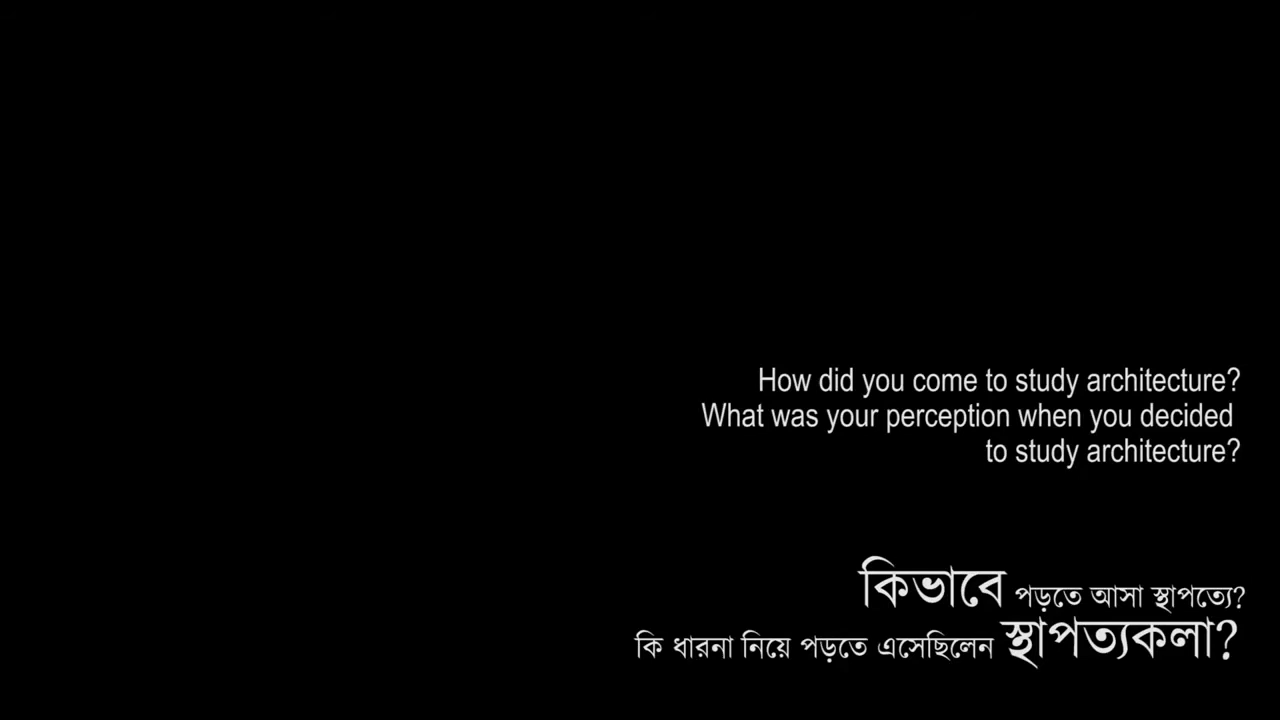 How did you come to study architecture?
What was your perception when you decided
to study architecture?
কিভাবে পড়তে আসা স্থাপত্যে?
কি ধারনা নিয়ে পড়তে এসেছিলেন স্থাপত্যকলা?